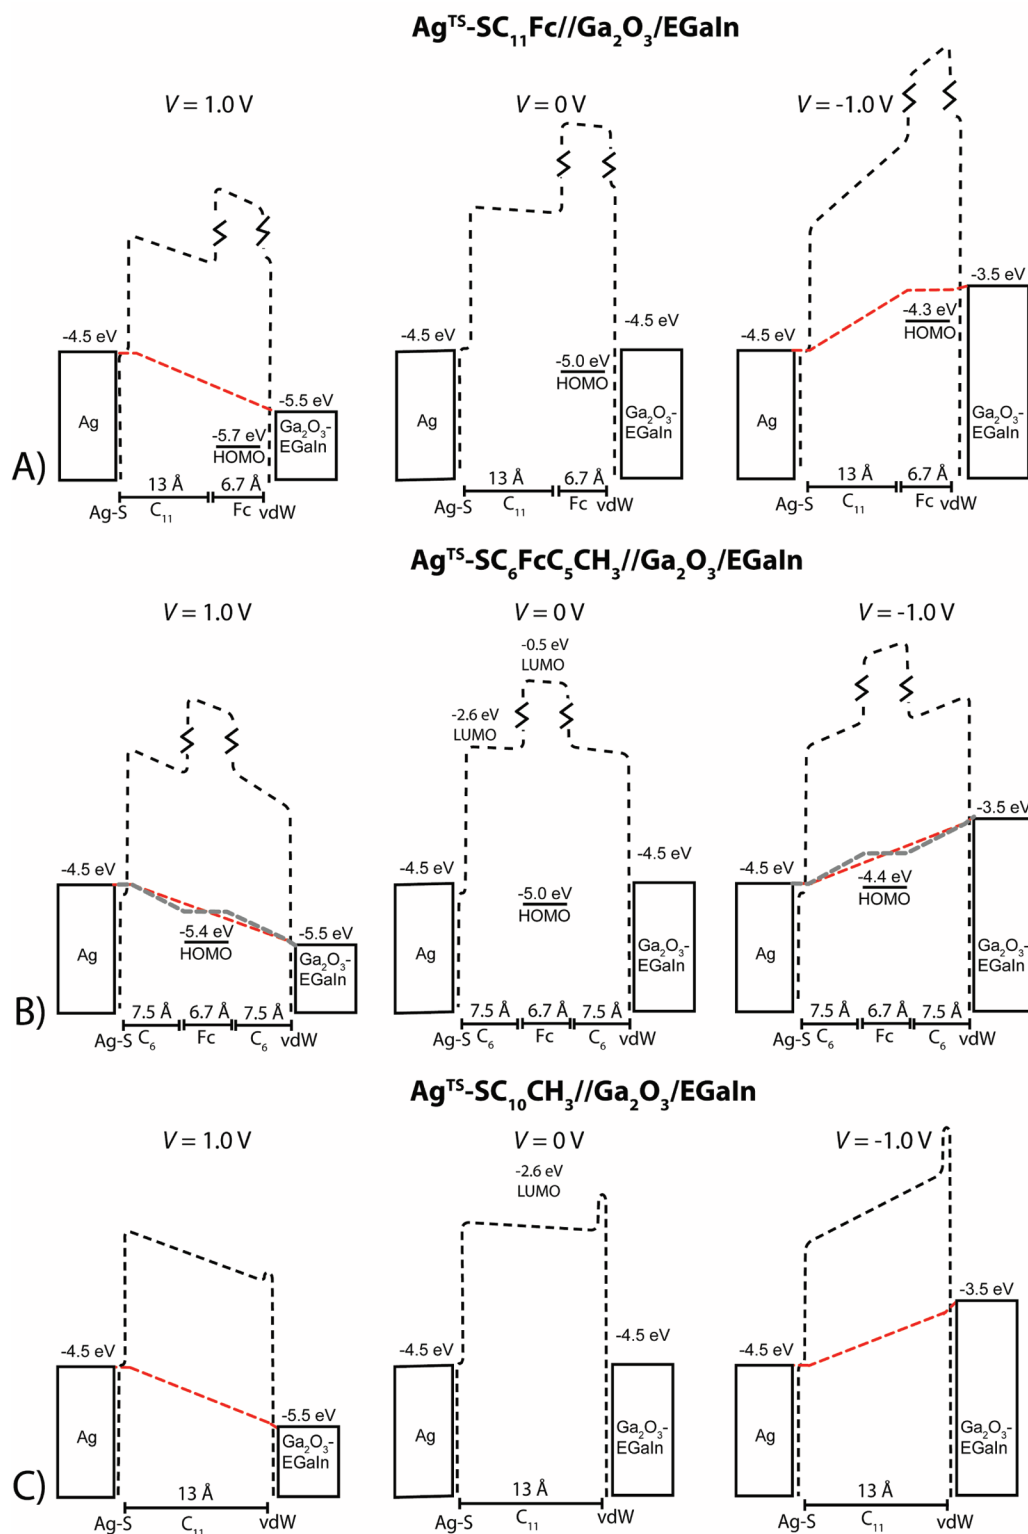 Ag^TS-SC₁₁Fc//Ga₂O₃/EGaIn
V = 1.0 V
V = 0 V
V = -1.0 V
-4.5 eV
-5.5 eV
Ag
Ga₂O₃-
EGaIn
-5.7 eV
HOMO
13 Å
6.7 Å
Ag-S
C₁₁
Fc
vdW
-4.5 eV
-4.5 eV
-5.0 eV
HOMO
Ag
Ga₂O₃-
EGaIn
13 Å
6.7 Å
Ag-S
C₁₁
Fc
vdW
-3.5 eV
-4.3 eV
HOMO
-4.5 eV
Ag
Ga₂O₃-
EGaIn
13 Å
6.7 Å
Ag-S
C₁₁
Fc
vdW
A)
Ag^TS-SC₆FcC₅CH₃//Ga₂O₃/EGaIn
V = 1.0 V
V = 0 V
V = -1.0 V
-4.5 eV
-5.4 eV
HOMO
-5.5 eV
Ag
Ga₂O₃-
EGaIn
7.5 Å
6.7 Å
7.5 Å
Ag-S
C₆
Fc
C₆
vdW
-0.5 eV
LUMO
-2.6 eV
LUMO
-4.5 eV
-4.5 eV
-5.0 eV
HOMO
Ag
Ga₂O₃-
EGaIn
7.5 Å
6.7 Å
7.5 Å
Ag-S
C₆
Fc
C₆
vdW
-3.5 eV
-4.5 eV
-4.4 eV
HOMO
Ag
Ga₂O₃-
EGaIn
7.5 Å
6.7 Å
7.5 Å
Ag-S
C₆
Fc
C₆
vdW
B)
Ag^TS-SC₁₀CH₃//Ga₂O₃/EGaIn
V = 1.0 V
V = 0 V
V = -1.0 V
-4.5 eV
-5.5 eV
Ag
Ga₂O₃-
EGaIn
13 Å
Ag-S
C₁₁
vdW
-2.6 eV
LUMO
-4.5 eV
-4.5 eV
Ag
Ga₂O₃-
EGaIn
13 Å
Ag-S
C₁₁
vdW
-3.5 eV
-4.5 eV
Ag
Ga₂O₃-
EGaIn
13 Å
Ag-S
C₁₁
vdW
C)